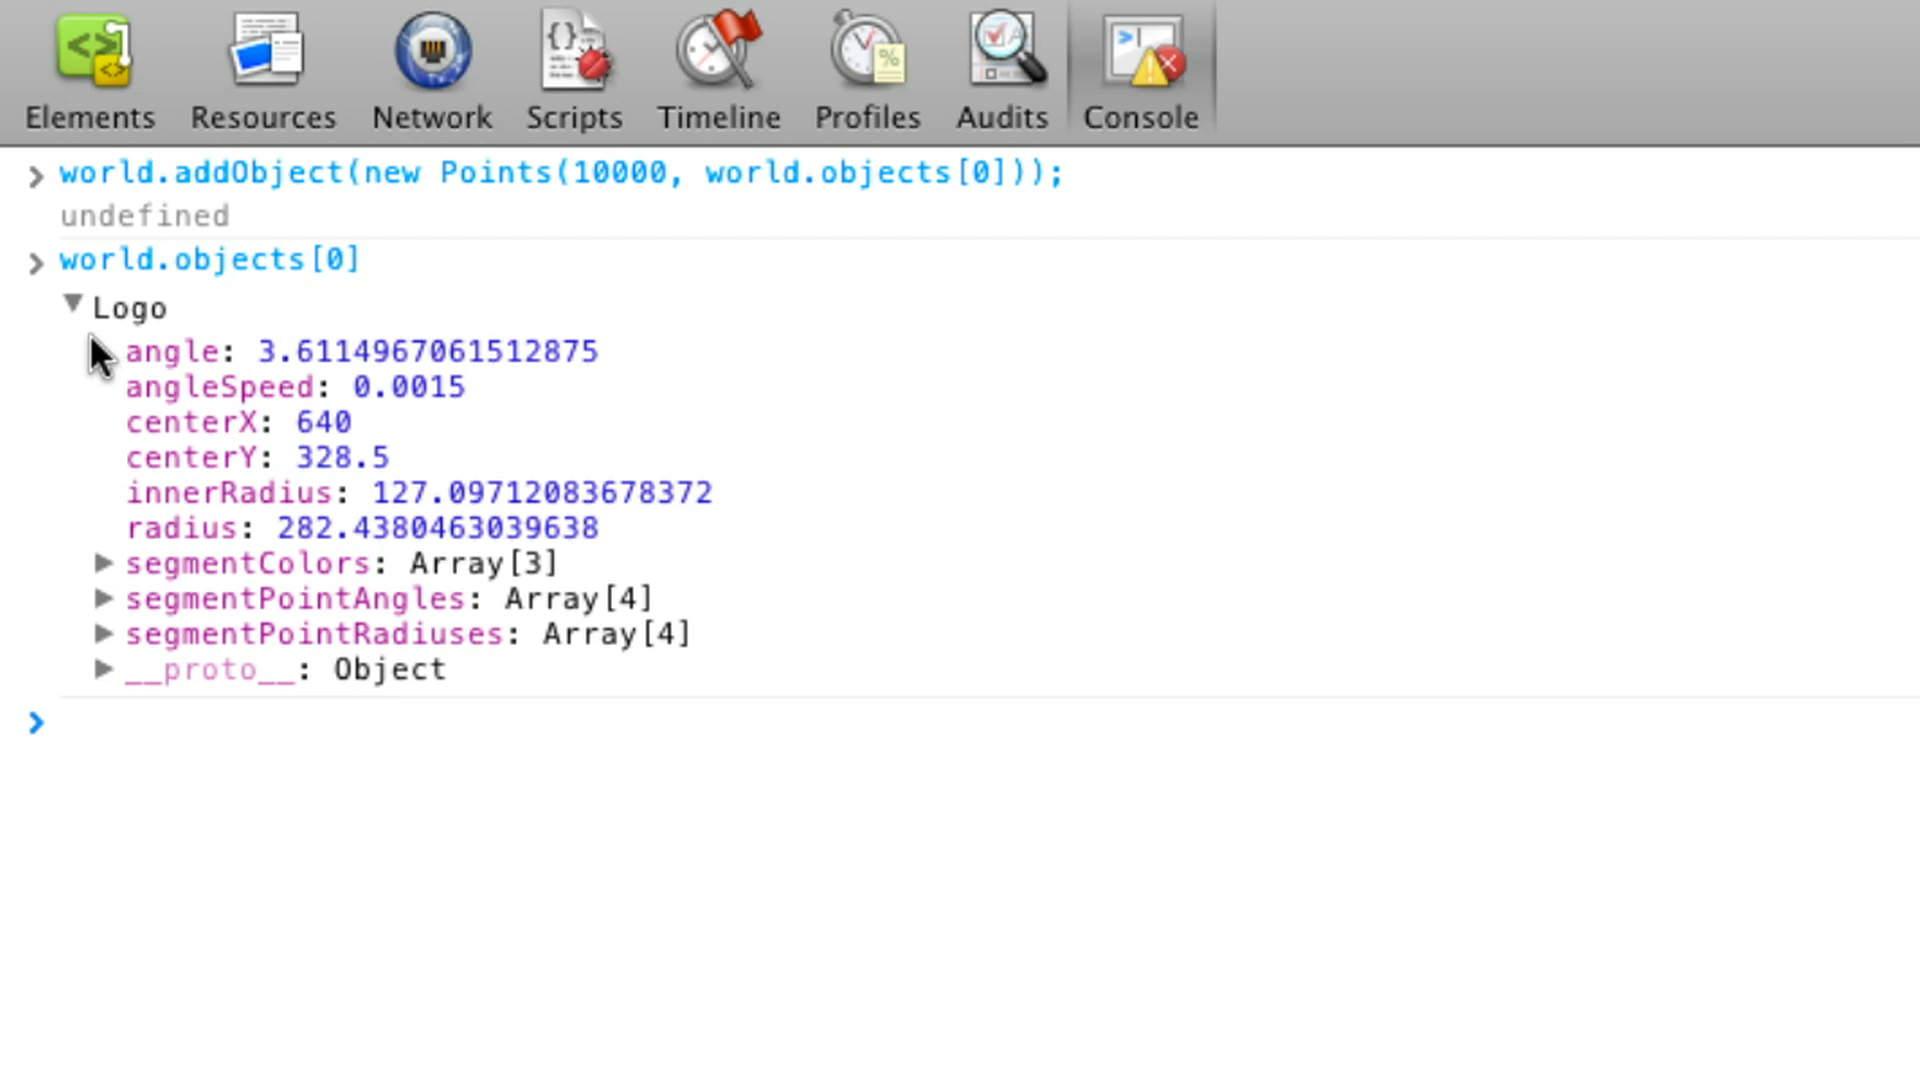 Elements Resources Network Scripts Timeline Profiles Audits Console
> world.addObject(new Points(10000, world.objects[0]));
undefined
> world.objects[0]
▼ Logo
angle: 3.6114967061512875
angleSpeed: 0.0015
centerX: 640
centerY: 328.5
innerRadius: 127.09712083678372
radius: 282.4380463039638
▶ segmentColors: Array[3]
▶ segmentPointAngles: Array[4]
▶ segmentPointRadiuses: Array[4]
▶ __proto__: Object
>